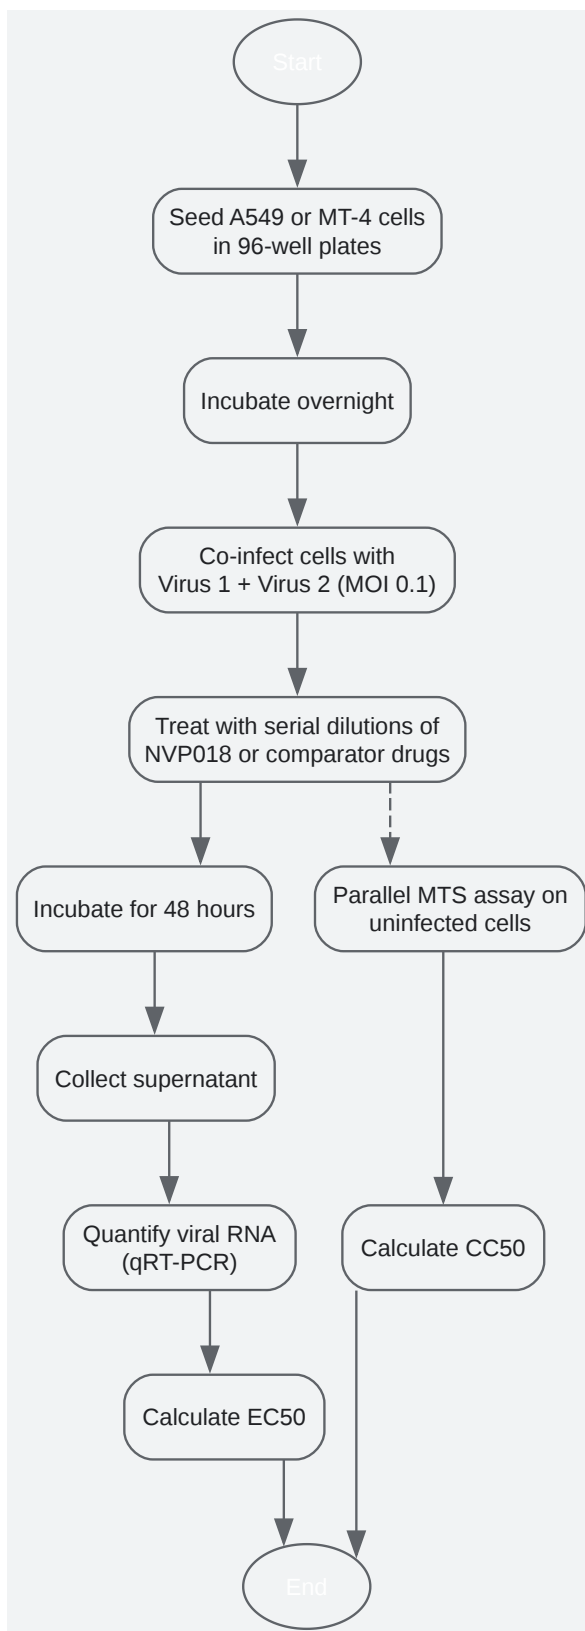 Start
Seed A549 or MT-4 cells
in 96-well plates
Incubate overnight
Co-infect cells with
Virus 1 + Virus 2 (MOI 0.1)
Treat with serial dilutions of
NVP018 or comparator drugs
Incubate for 48 hours
Parallel MTS assay on
uninfected cells
Collect supernatant
Quantify viral RNA
(qRT-PCR)
Calculate CC50
Calculate EC50
End